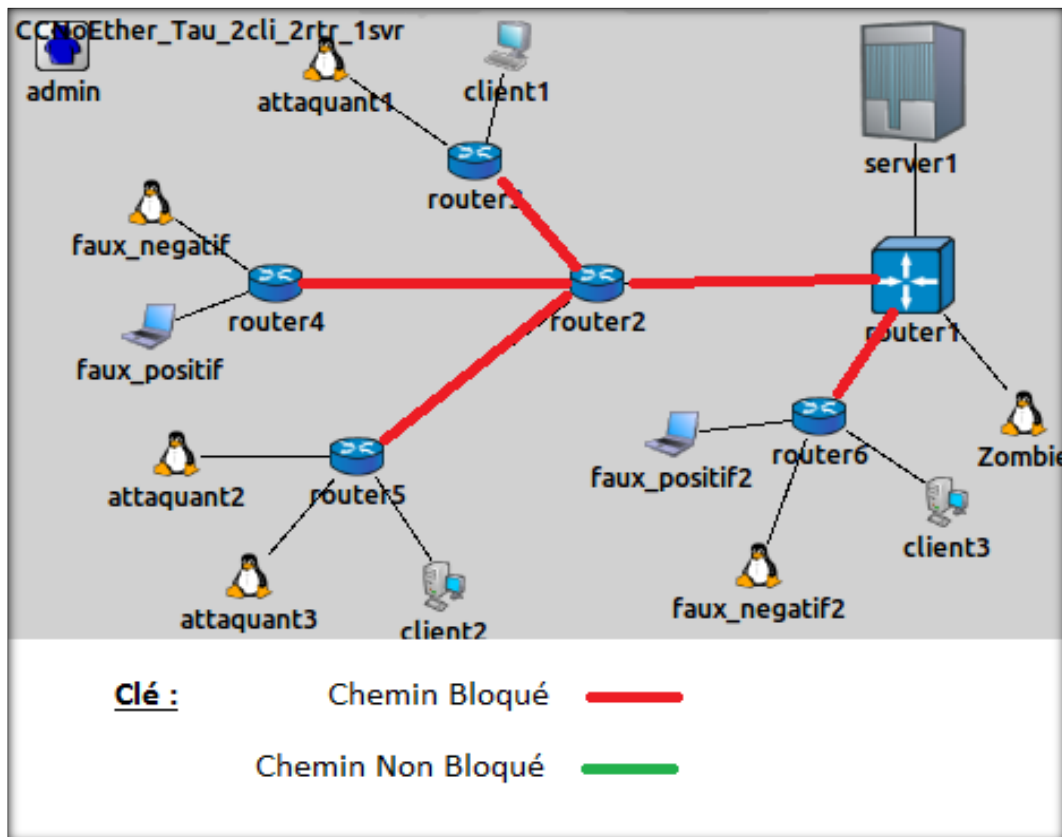 CCNoEther_Tau_2cli_2rtr_1svr
admin
attaquant1
client1
server1
router3
faux_negatif
router4
router2
router1
faux_positif
attaquant2
router5
faux_positif2
router6
Zombie
attaquant3
client2
faux_negatif2
client3
Clé :
Chemin Bloqué
Chemin Non Bloqué